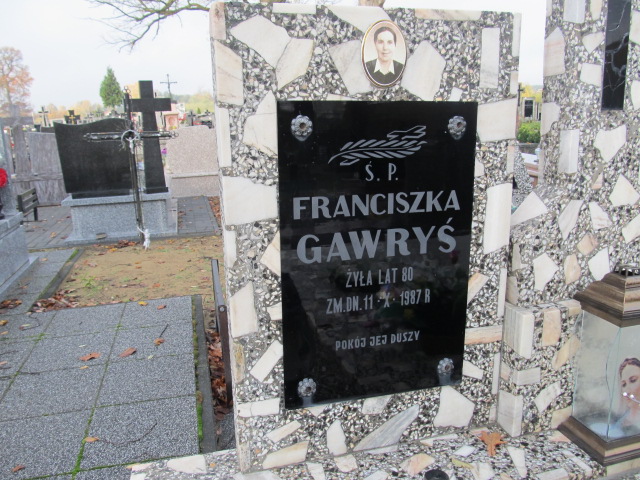 Ś. P.
FRANCISZKA
GAWRYŚ
ŻYŁA LAT 80
ZM. DN. 11 -X- 1987 R
POKÓJ JEJ DUSZY